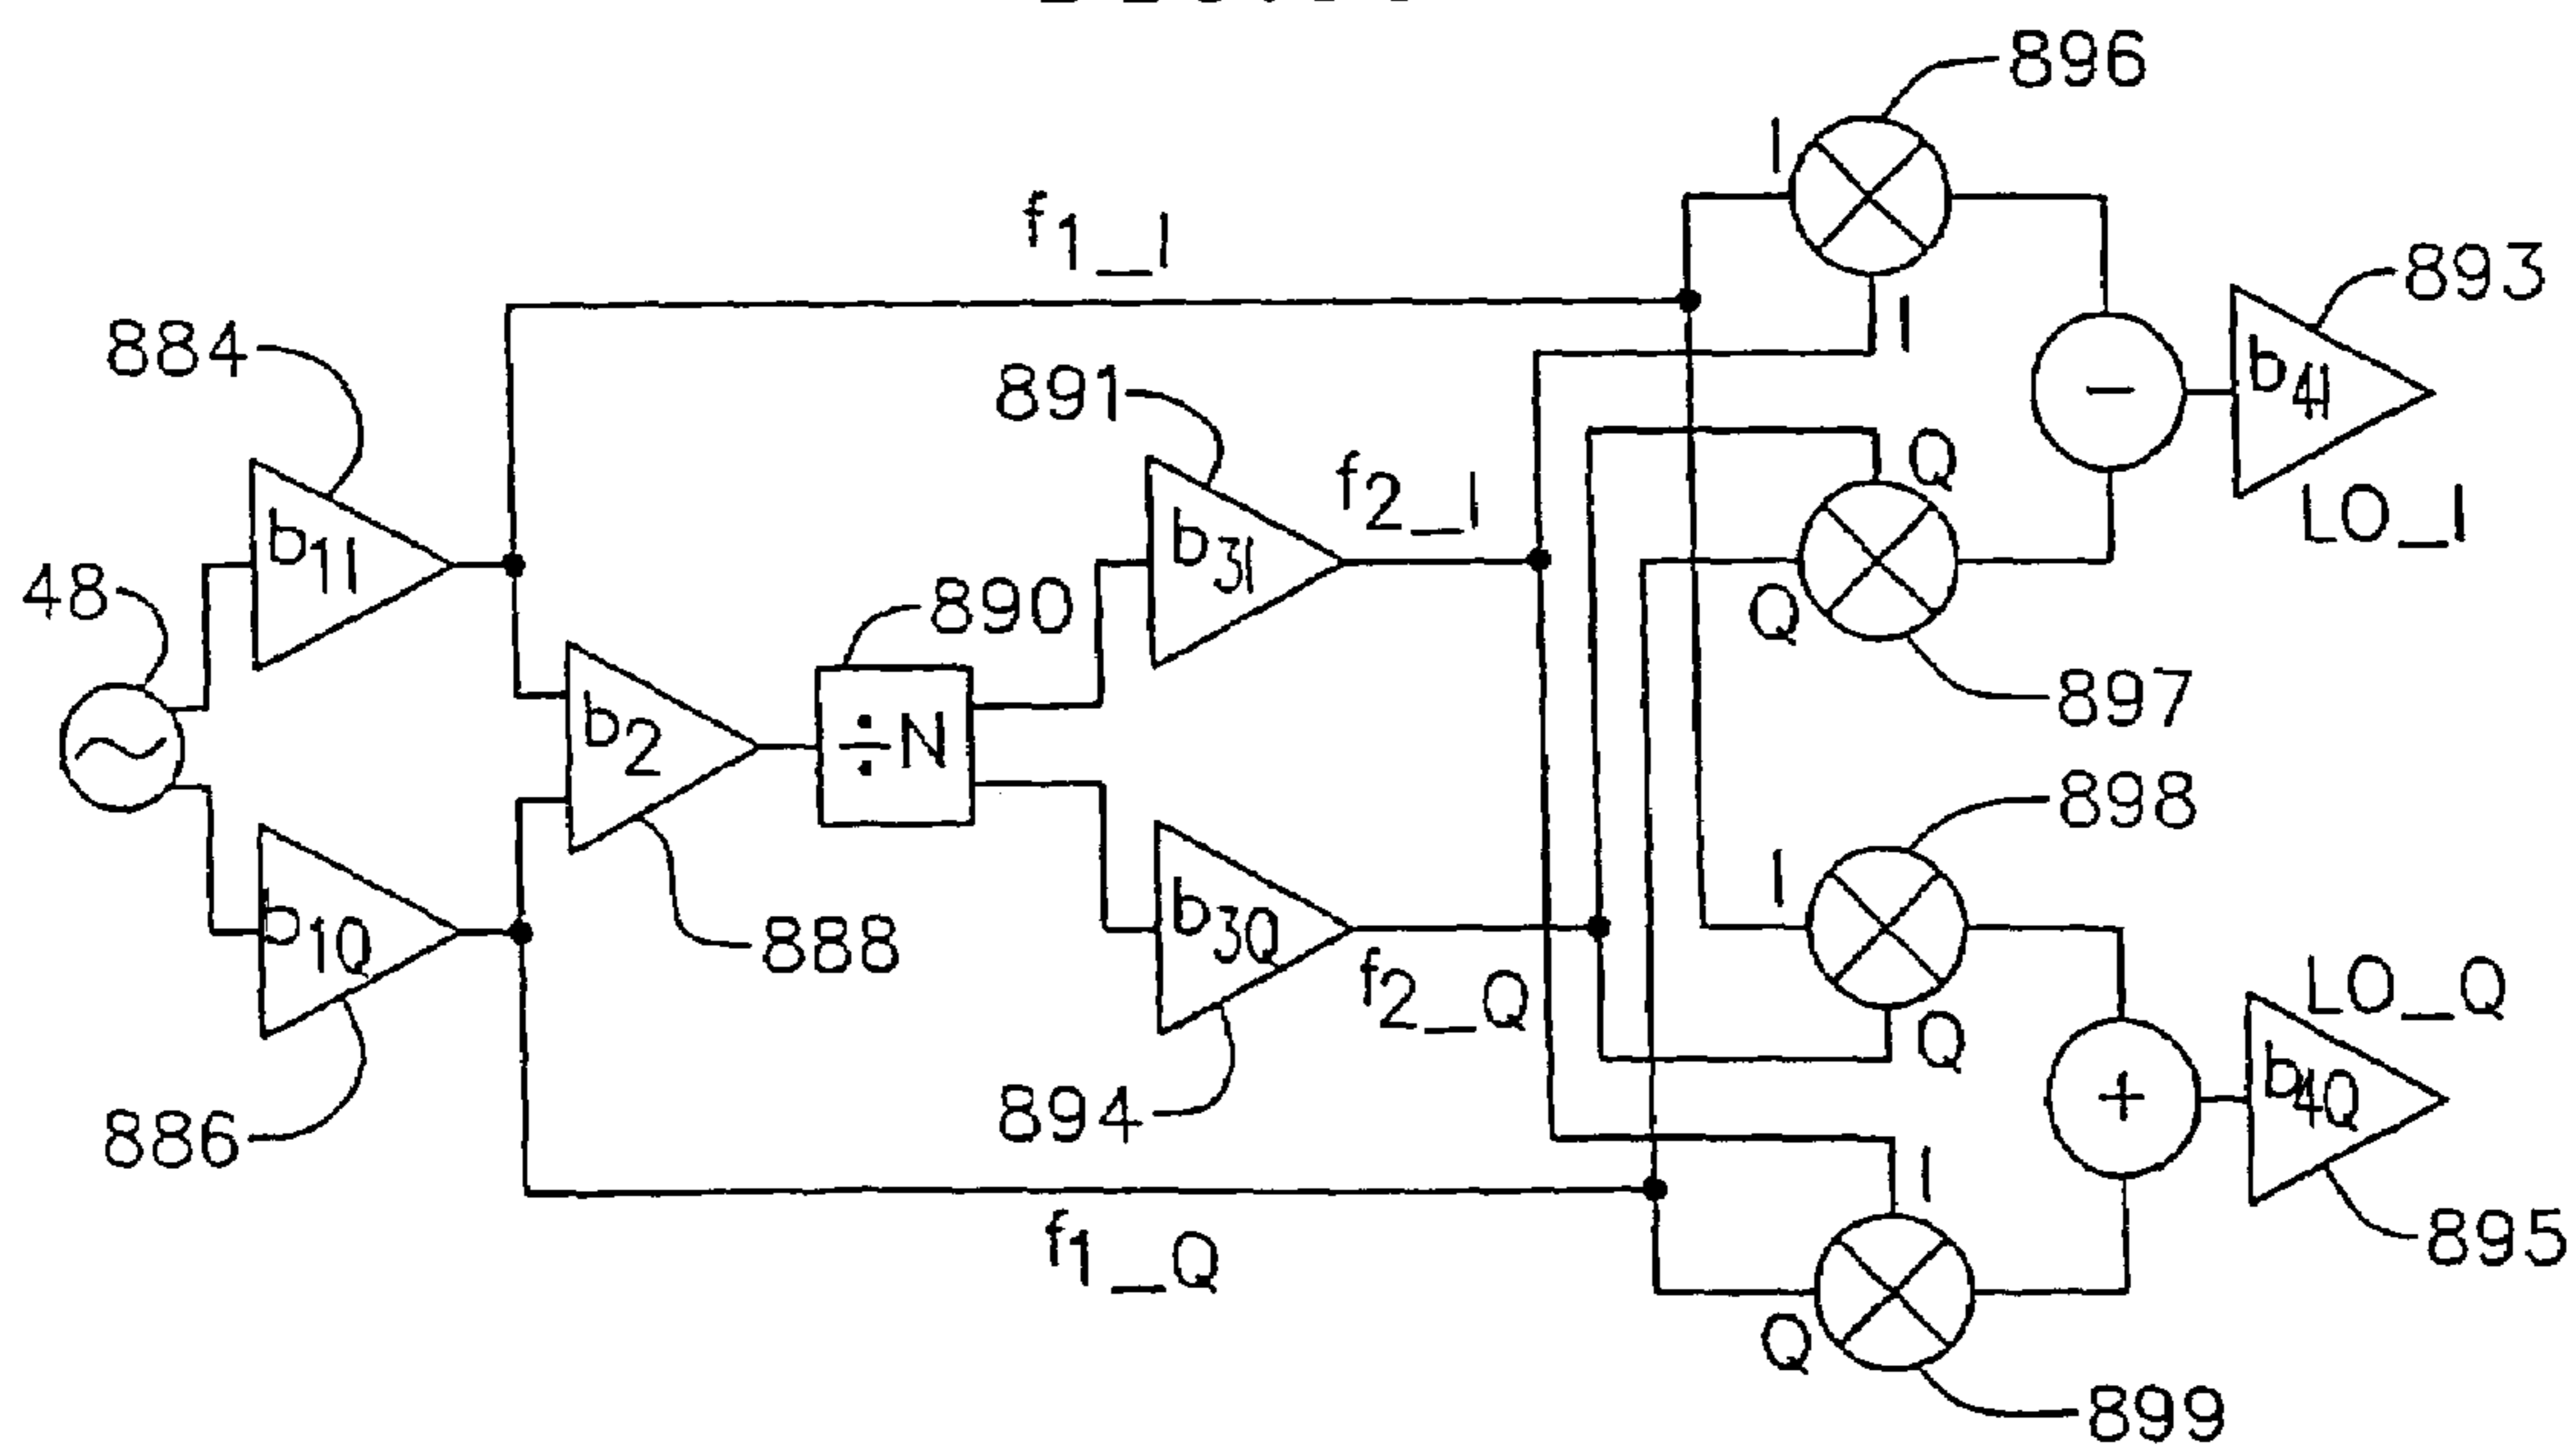 896
I
f1_I
I
893
884
891
b4I
Q
f2_I
LO_I
b1I
b3I
48
890
Q
897
b2
÷N
898
I
b1Q
888
b3Q
LO_Q
f2_Q
Q
894
+
b4Q
886
I
f1_Q
895
Q
899